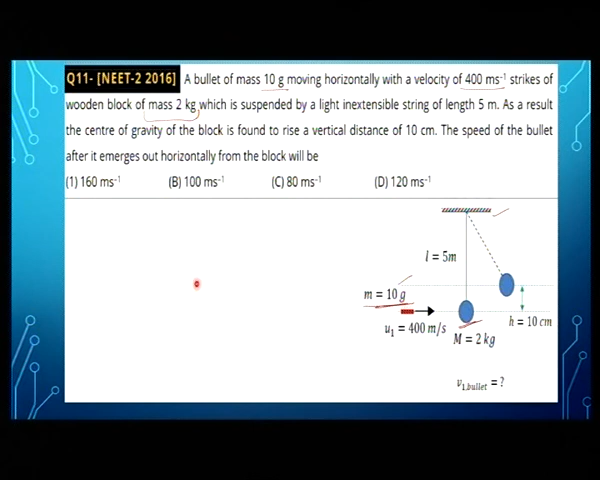 Q11- [NEET-2 2016] A bullet of mass 10 g moving horizontally with a velocity of 400 ms⁻¹ strikes of
wooden block of mass 2 kg which is suspended by a light inextensible string of length 5 m. As a result
the centre of gravity of the block is found to rise a vertical distance of 10 cm. The speed of the bullet
after it emerges out horizontally from the block will be
(1) 160 ms⁻¹ (B) 100 ms⁻¹ (C) 80 ms⁻¹ (D) 120 ms⁻¹
l = 5m
m = 10 g
u₁ = 400 m/s
h = 10 cm
M = 2 kg
v₁,bullet = ?